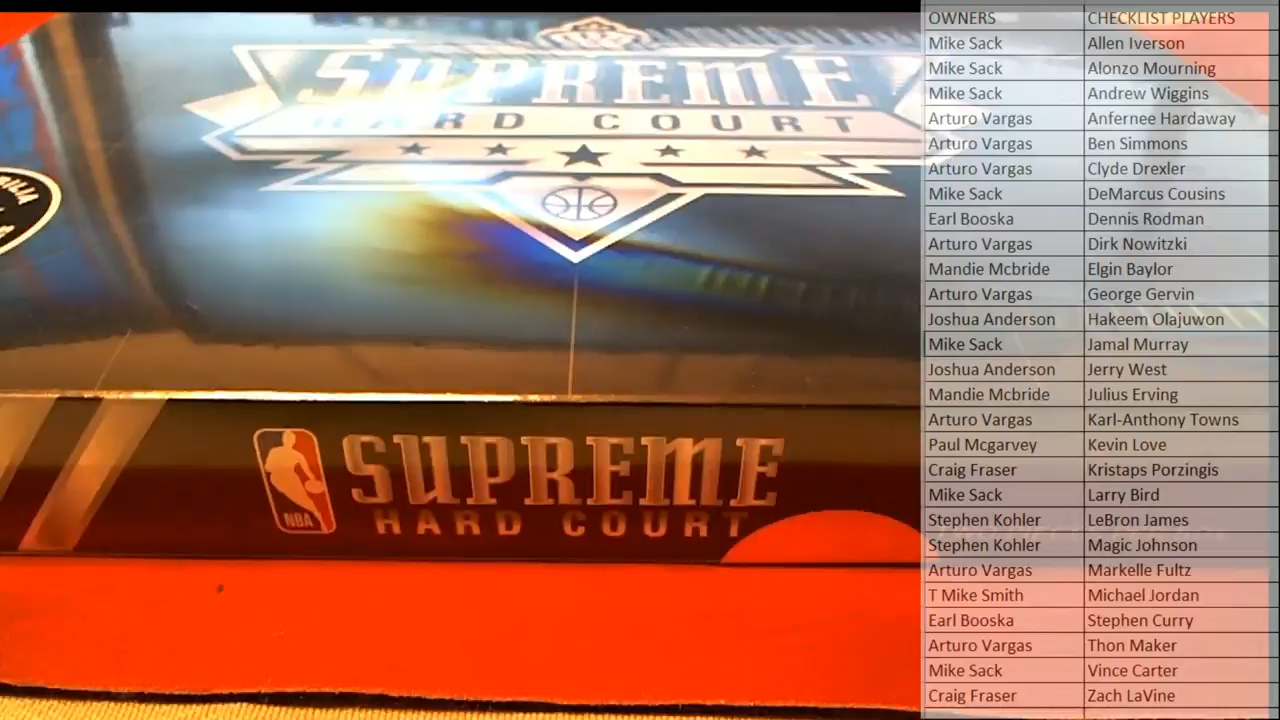 SUPREME
HARD COURT
NBA
SUPREME
HARD COURT
OWNERS CHECKLIST PLAYERS
Mike Sack Allen Iverson
Mike Sack Alonzo Mourning
Mike Sack Andrew Wiggins
Arturo Vargas Anfernee Hardaway
Arturo Vargas Ben Simmons
Arturo Vargas Clyde Drexler
Mike Sack DeMarcus Cousins
Earl Booska Dennis Rodman
Arturo Vargas Dirk Nowitzki
Mandie Mcbride Elgin Baylor
Arturo Vargas George Gervin
Joshua Anderson Hakeem Olajuwon
Mike Sack Jamal Murray
Joshua Anderson Jerry West
Mandie Mcbride Julius Erving
Arturo Vargas Karl-Anthony Towns
Paul Mcgarvey Kevin Love
Craig Fraser Kristaps Porzingis
Mike Sack Larry Bird
Stephen Kohler LeBron James
Stephen Kohler Magic Johnson
Arturo Vargas Markelle Fultz
T Mike Smith Michael Jordan
Earl Booska Stephen Curry
Arturo Vargas Thon Maker
Mike Sack Vince Carter
Craig Fraser Zach LaVine